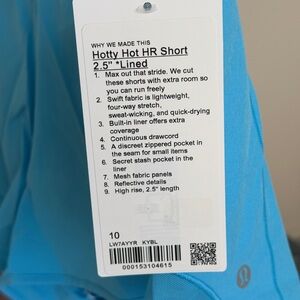 WHY WE MADE THIS
Hotty Hot HR Short
2.5" *Lined
1. Max out that stride. We cut
these shorts with extra room so
you can run freely
2. Swift fabric is lightweight,
four-way stretch,
sweat-wicking, and quick-drying
3. Built-in liner offers extra
coverage
4. Continuous drawcord
5. A discreet zippered pocket in
the seam for small items
6. Secret stash pocket in the
liner
7. Mesh fabric panels
8. Reflective details
9. High rise, 2.5" length
10
LW7AYYR KYBL
000153104615